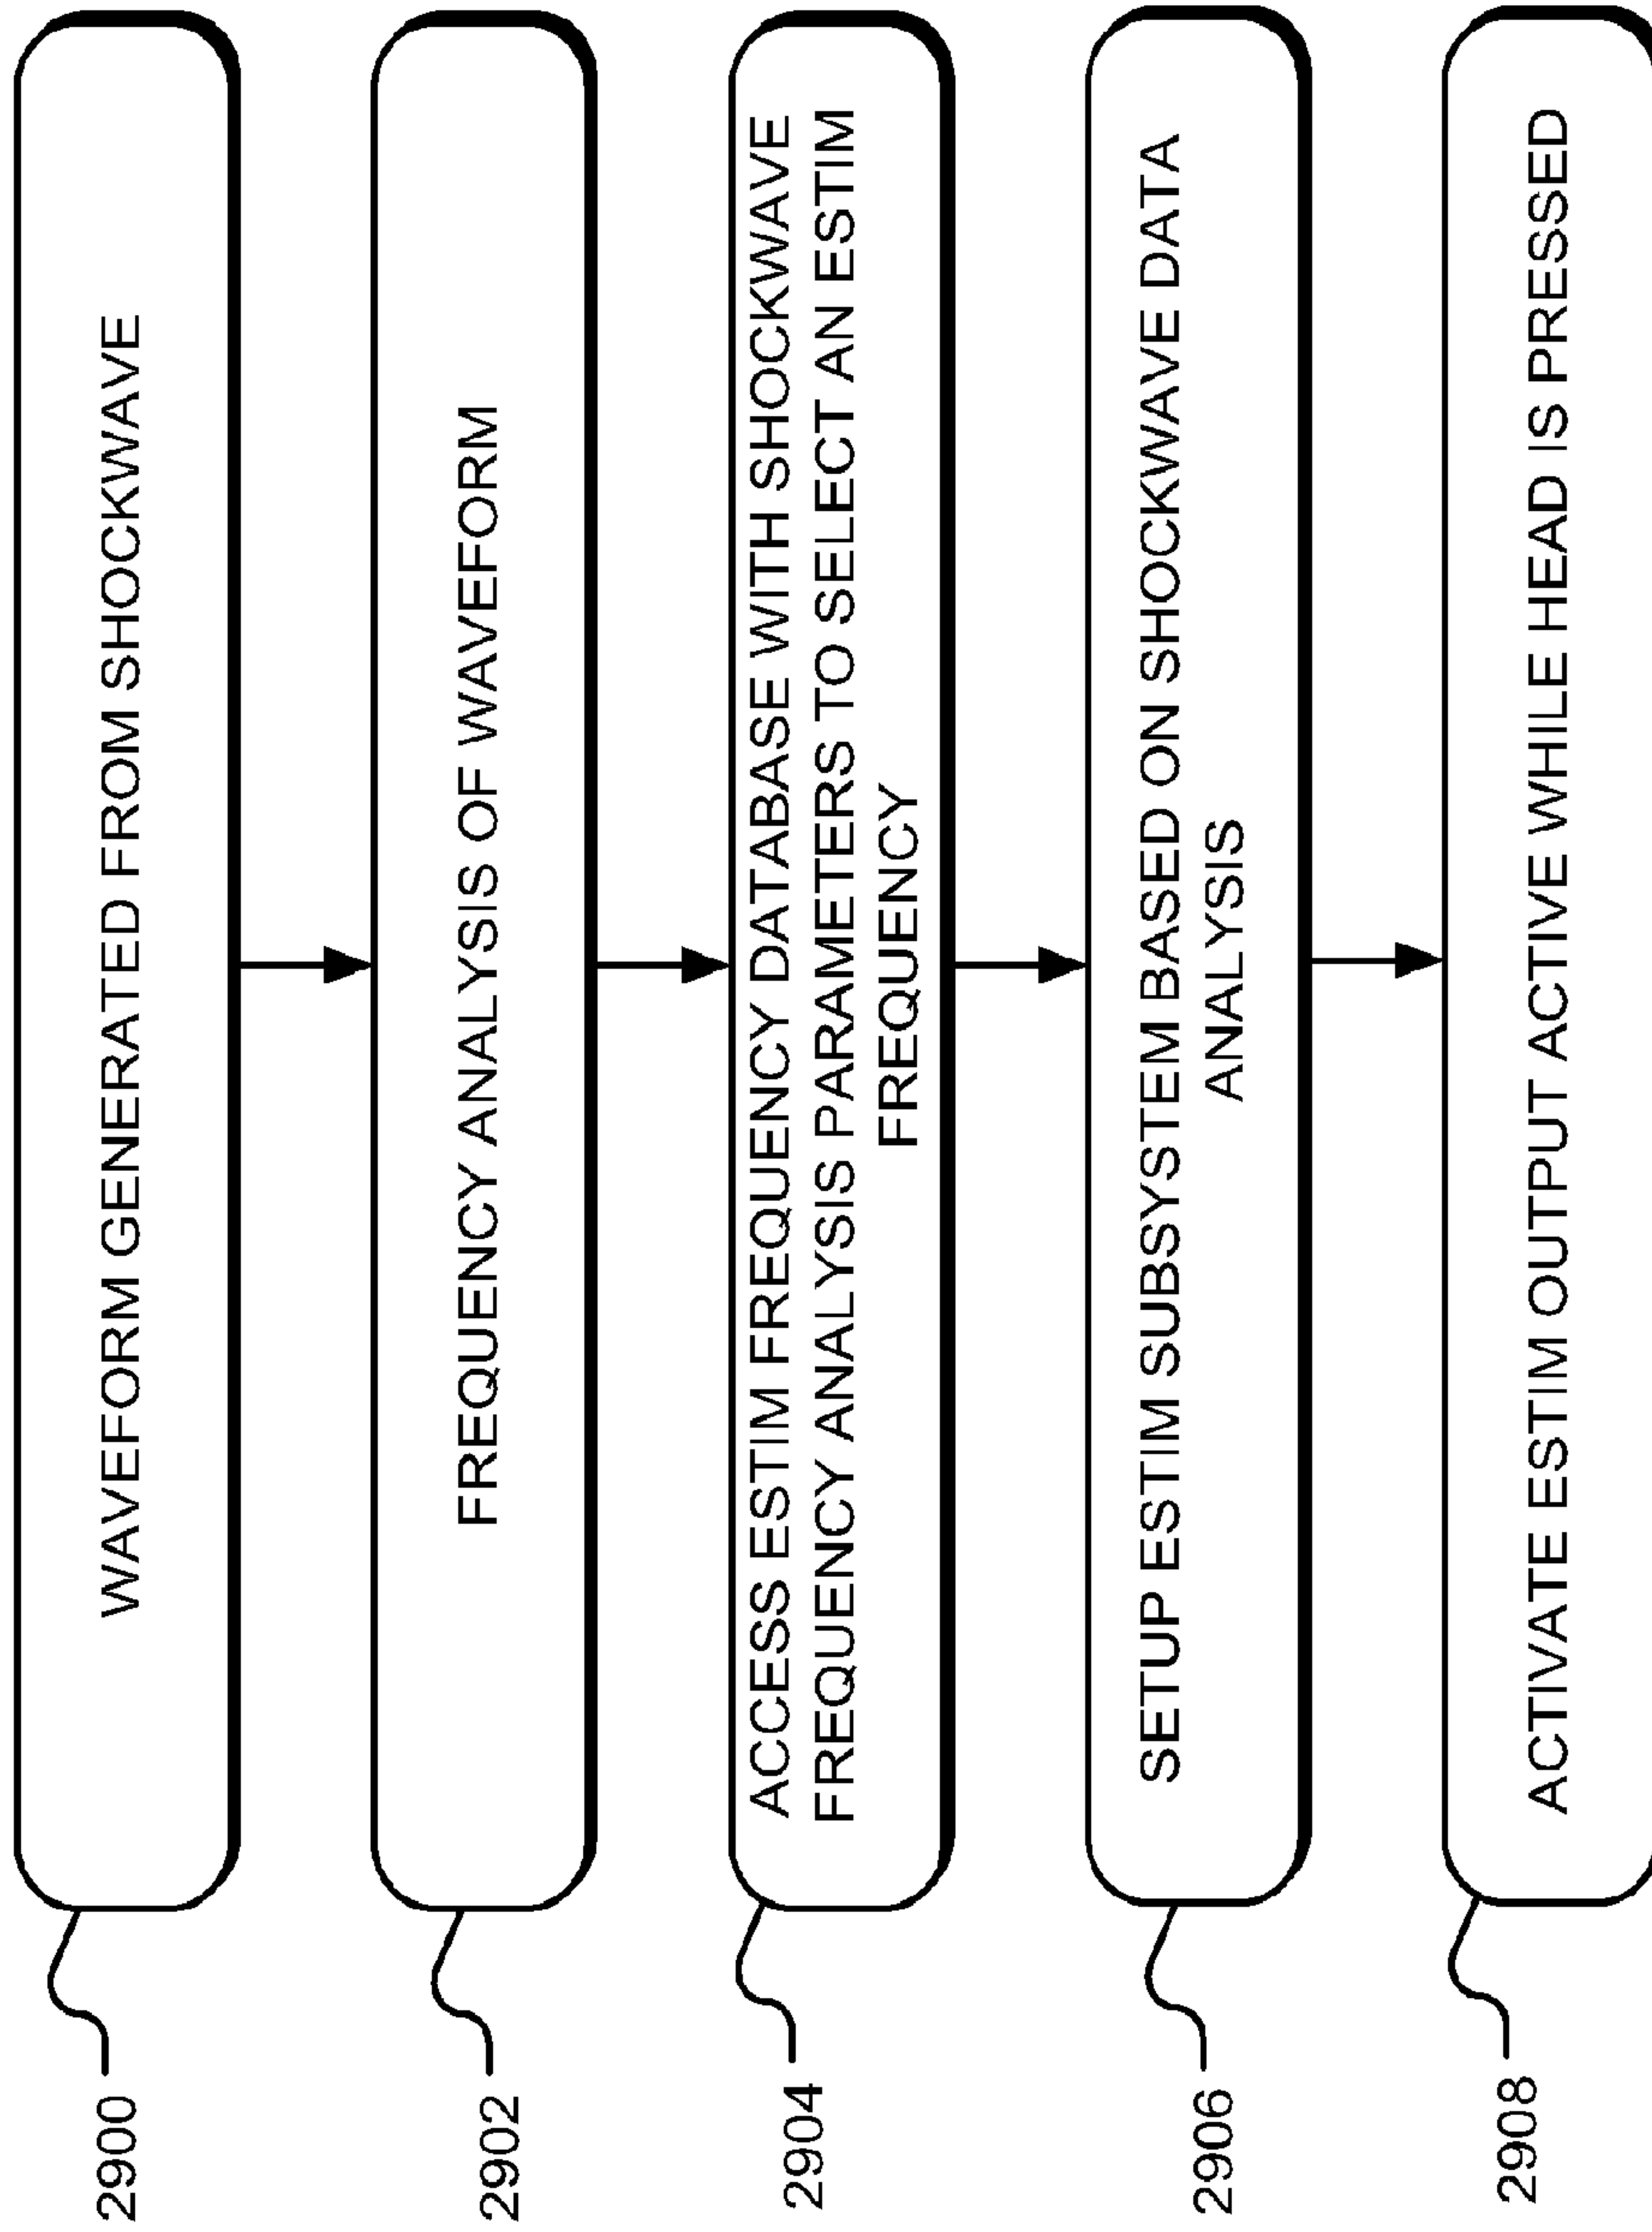 2900
WAVEFORM GENERATED FROM SHOCKWAVE
2902
FREQUENCY ANALYSIS OF WAVEFORM
2904
ACCESS ESTIM FREQUENCY DATABASE WITH SHOCKWAVE
FREQUENCY ANALYSIS PARAMETERS TO SELECT AN ESTIM
FREQUENCY
2906
SETUP ESTIM SUBSYSTEM BASED ON SHOCKWAVE DATA
ANALYSIS
2908
ACTIVATE ESTIM OUTPUT ACTIVE WHILE HEAD IS PRESSED